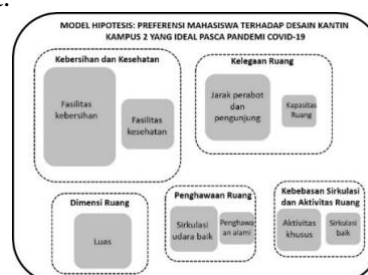 MODEL HIPOTESIS: PREFERENSI MAHASISWA TERHADAP DESAIN KANTIN
KAMPUS 2 YANG IDEAL PASCA PANDEMI COVID-19
Kebersihan dan Kesehatan
Fasilitas
kebersihan
Fasilitas
kesehatan
Kelegaan Ruang
Jarak perabot
dan
pengunjung
Kapasitas
Ruang
Dimensi Ruang
Luas
Penghawaan Ruang
Sirkulasi
udara baik
Penghawa
an alami
Kebebasan Sirkulasi
dan Aktivitas Ruang
Aktivitas
khusus
Sirkulasi
baik